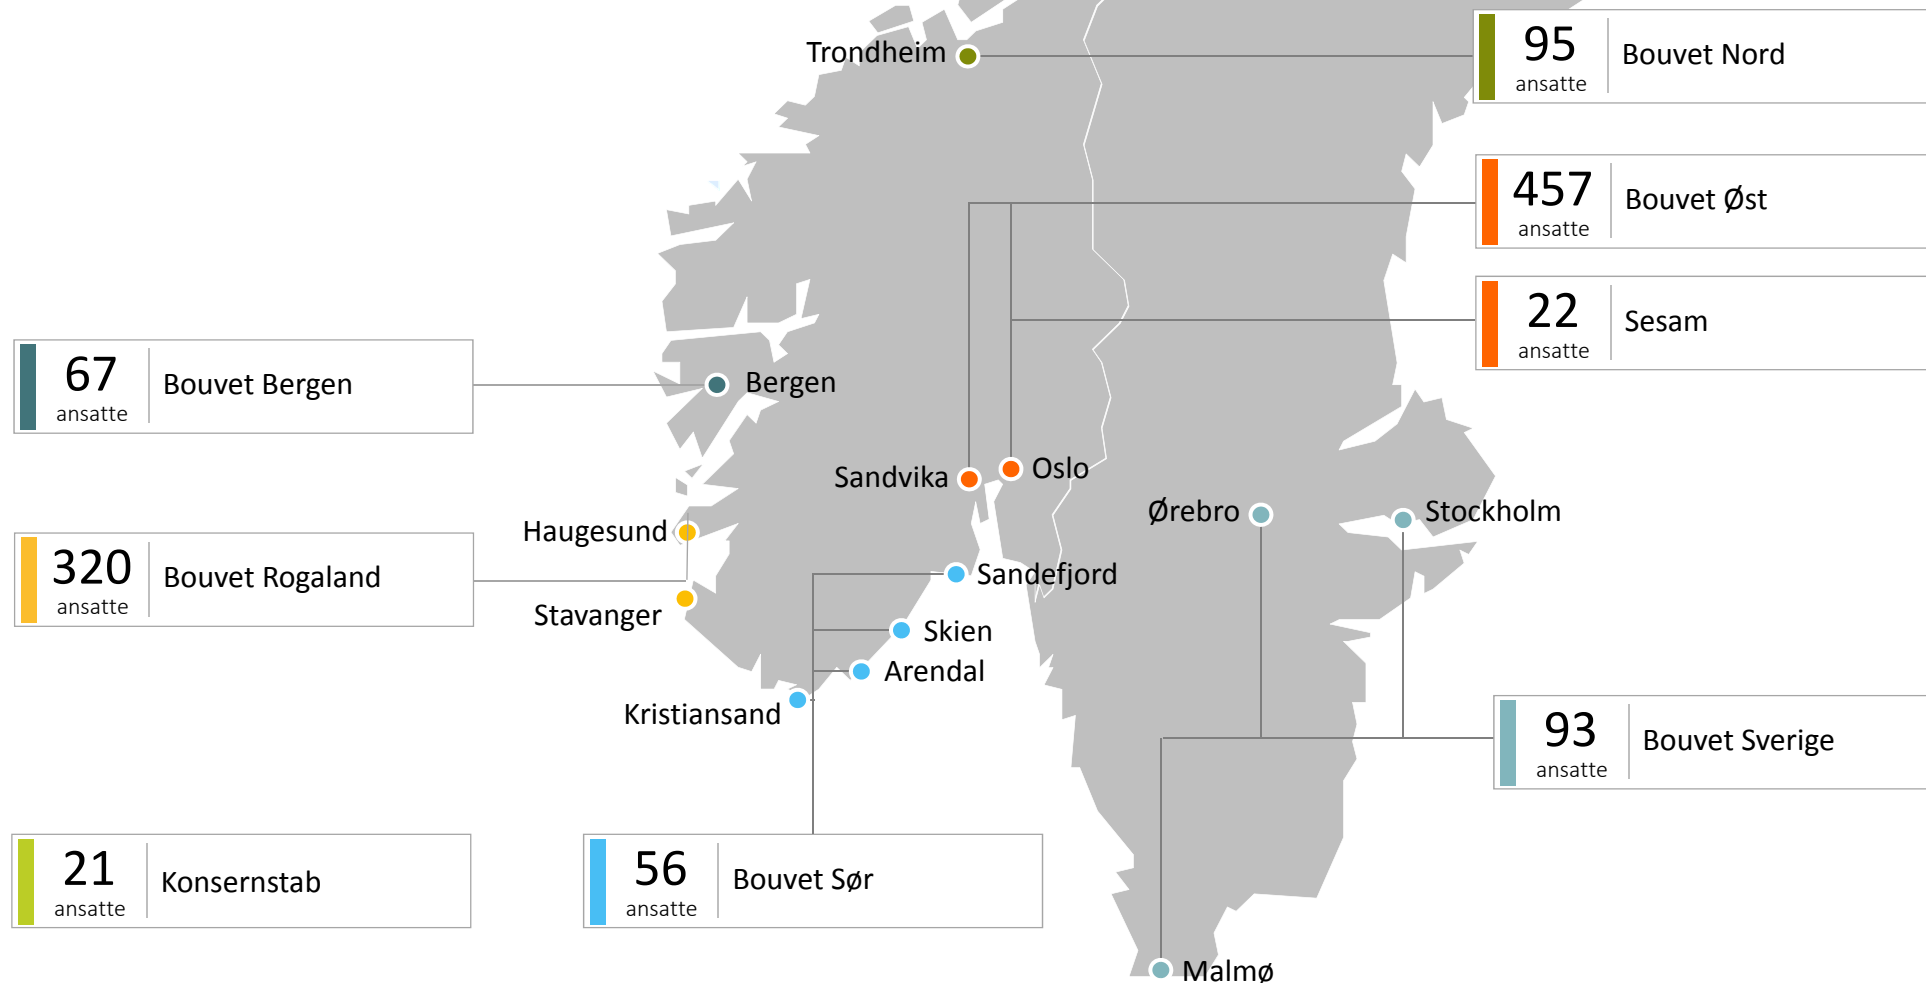 Trondheim
95
ansatte
Bouvet Nord
457
ansatte
Bouvet Øst
22
ansatte
Sesam
67
ansatte
Bouvet Bergen
Bergen
Sandvika
Oslo
Ørebro
Stockholm
Haugesund
320
ansatte
Bouvet Rogaland
Stavanger
Sandefjord
Skien
Arendal
Kristiansand
93
ansatte
Bouvet Sverige
21
ansatte
Konsernstab
56
ansatte
Bouvet Sør
Malmø